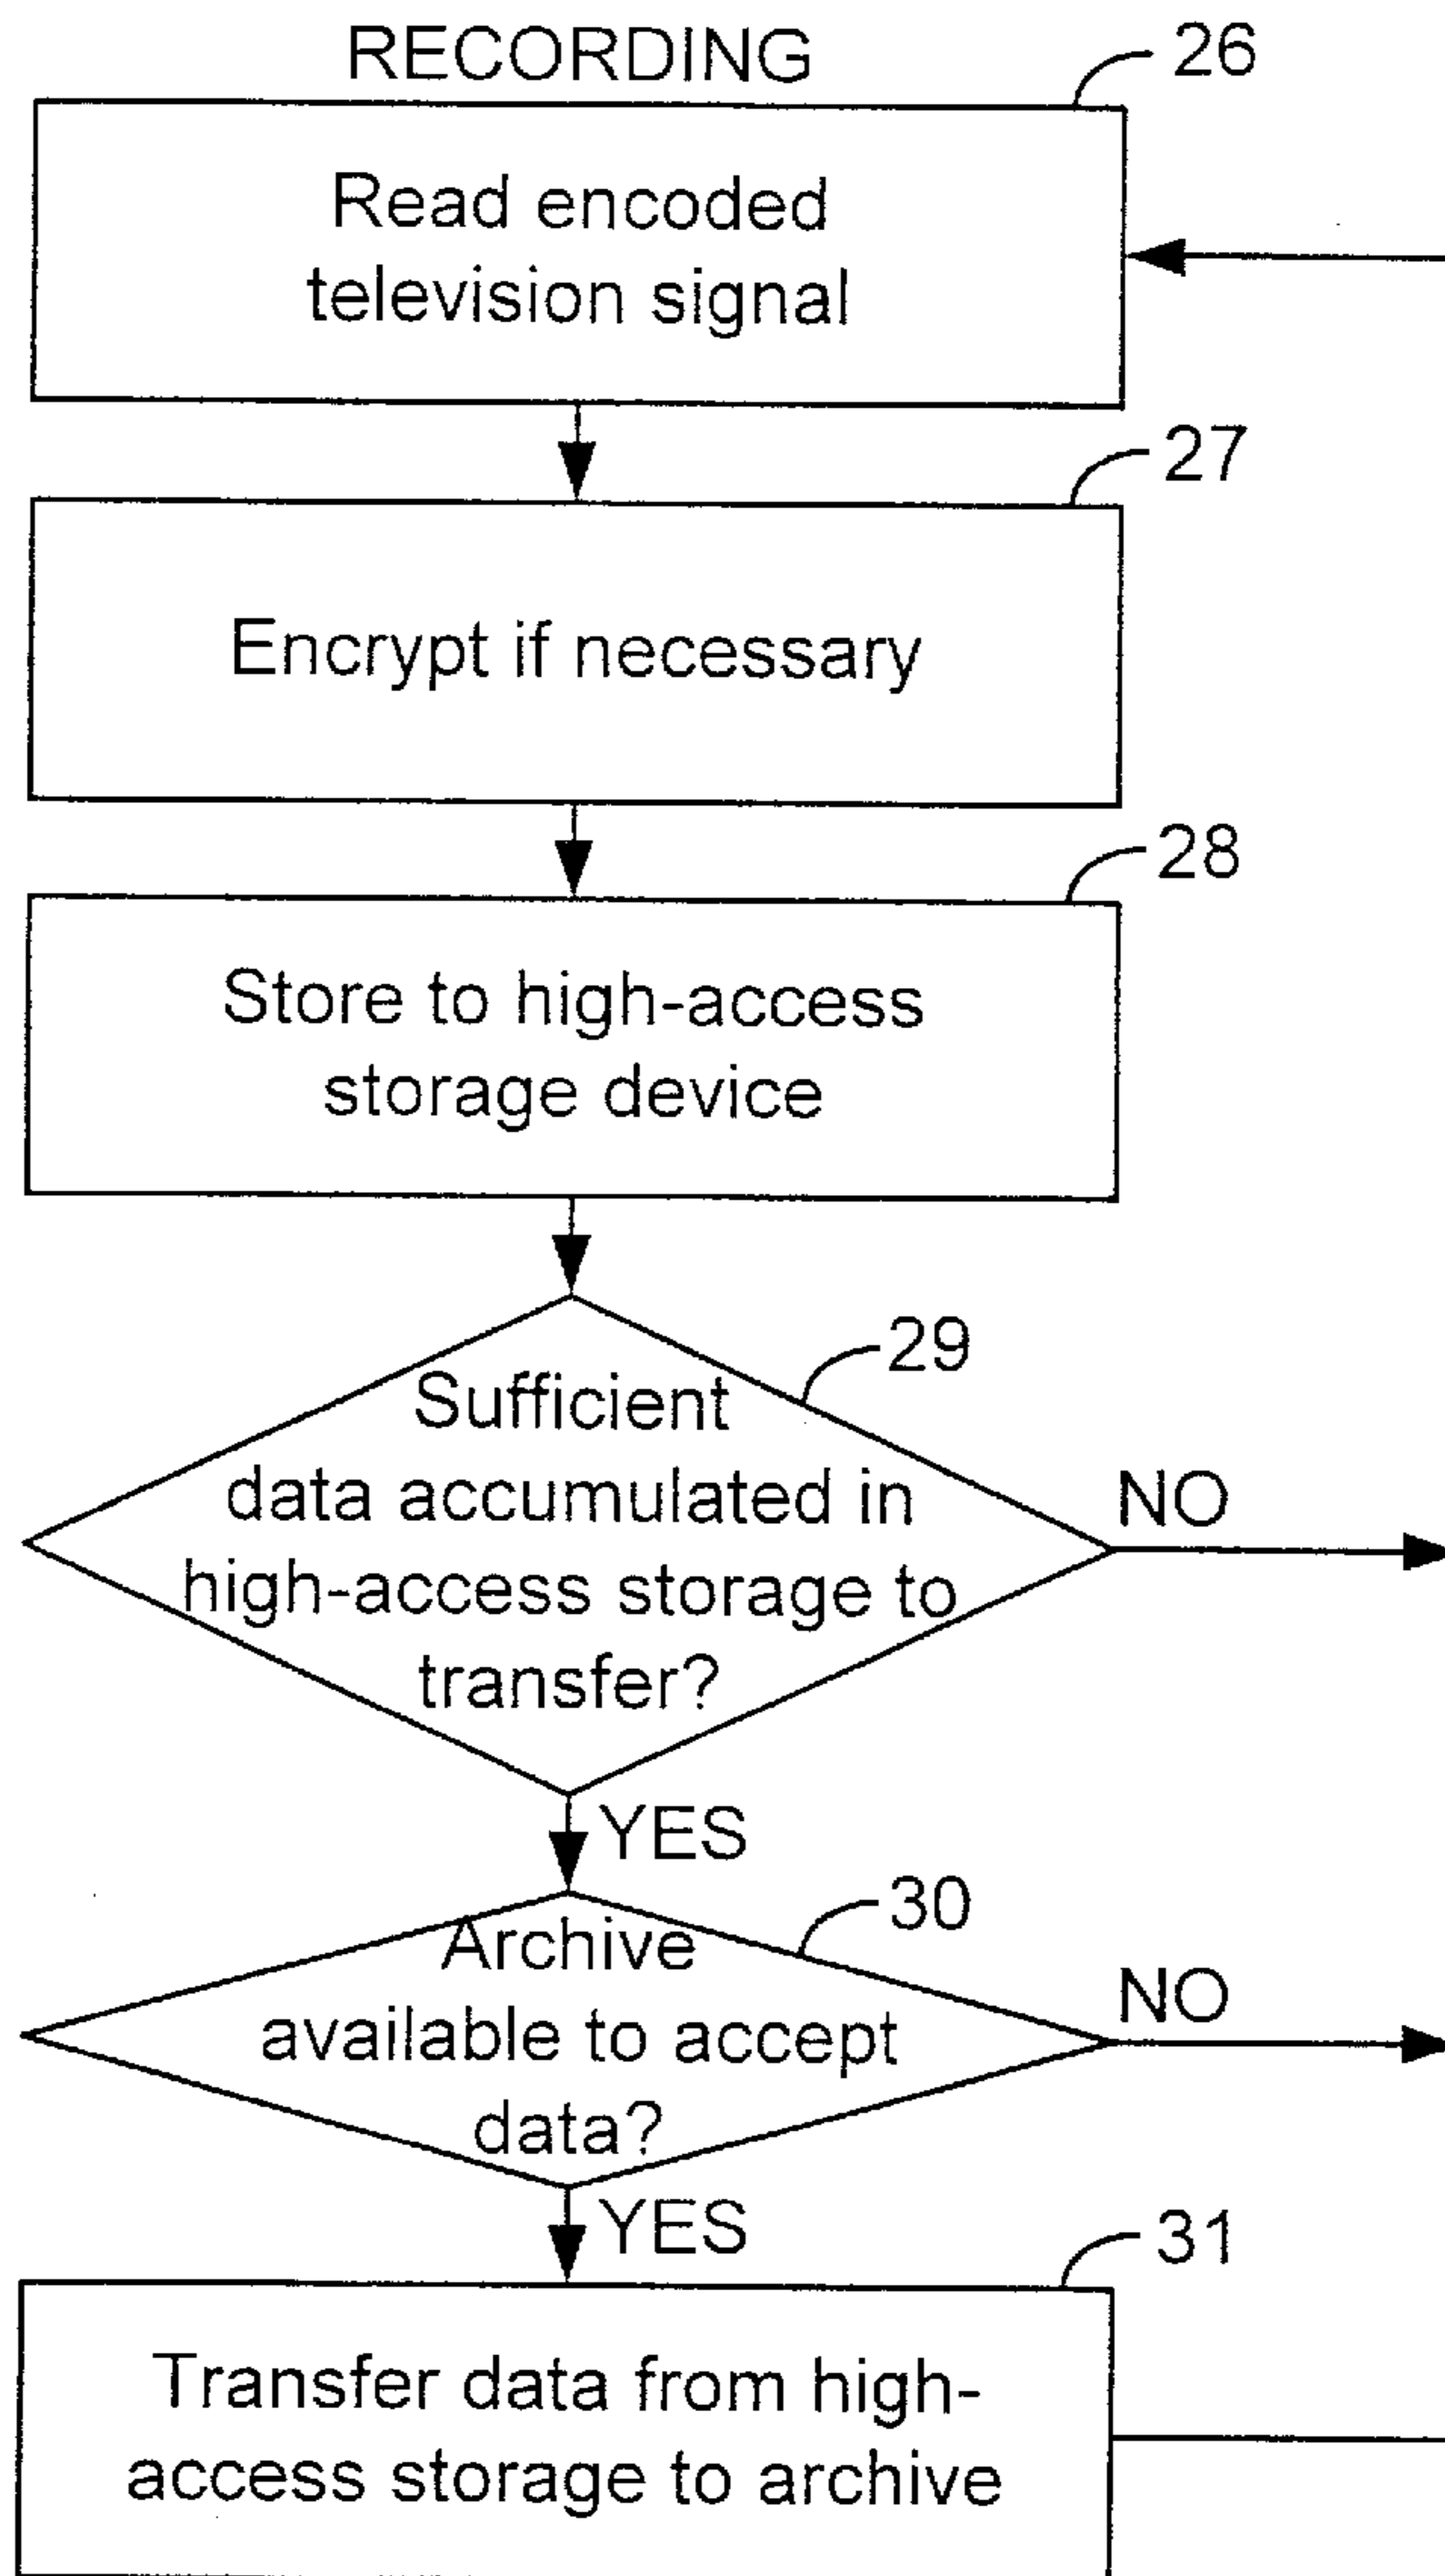 RECORDING
26
Read encoded
television signal
27
Encrypt if necessary
28
Store to high-access
storage device
29
Sufficient
data accumulated in
high-access storage to
transfer?
NO
YES
30
Archive
available to accept
data?
NO
YES
31
Transfer data from high-
access storage to archive